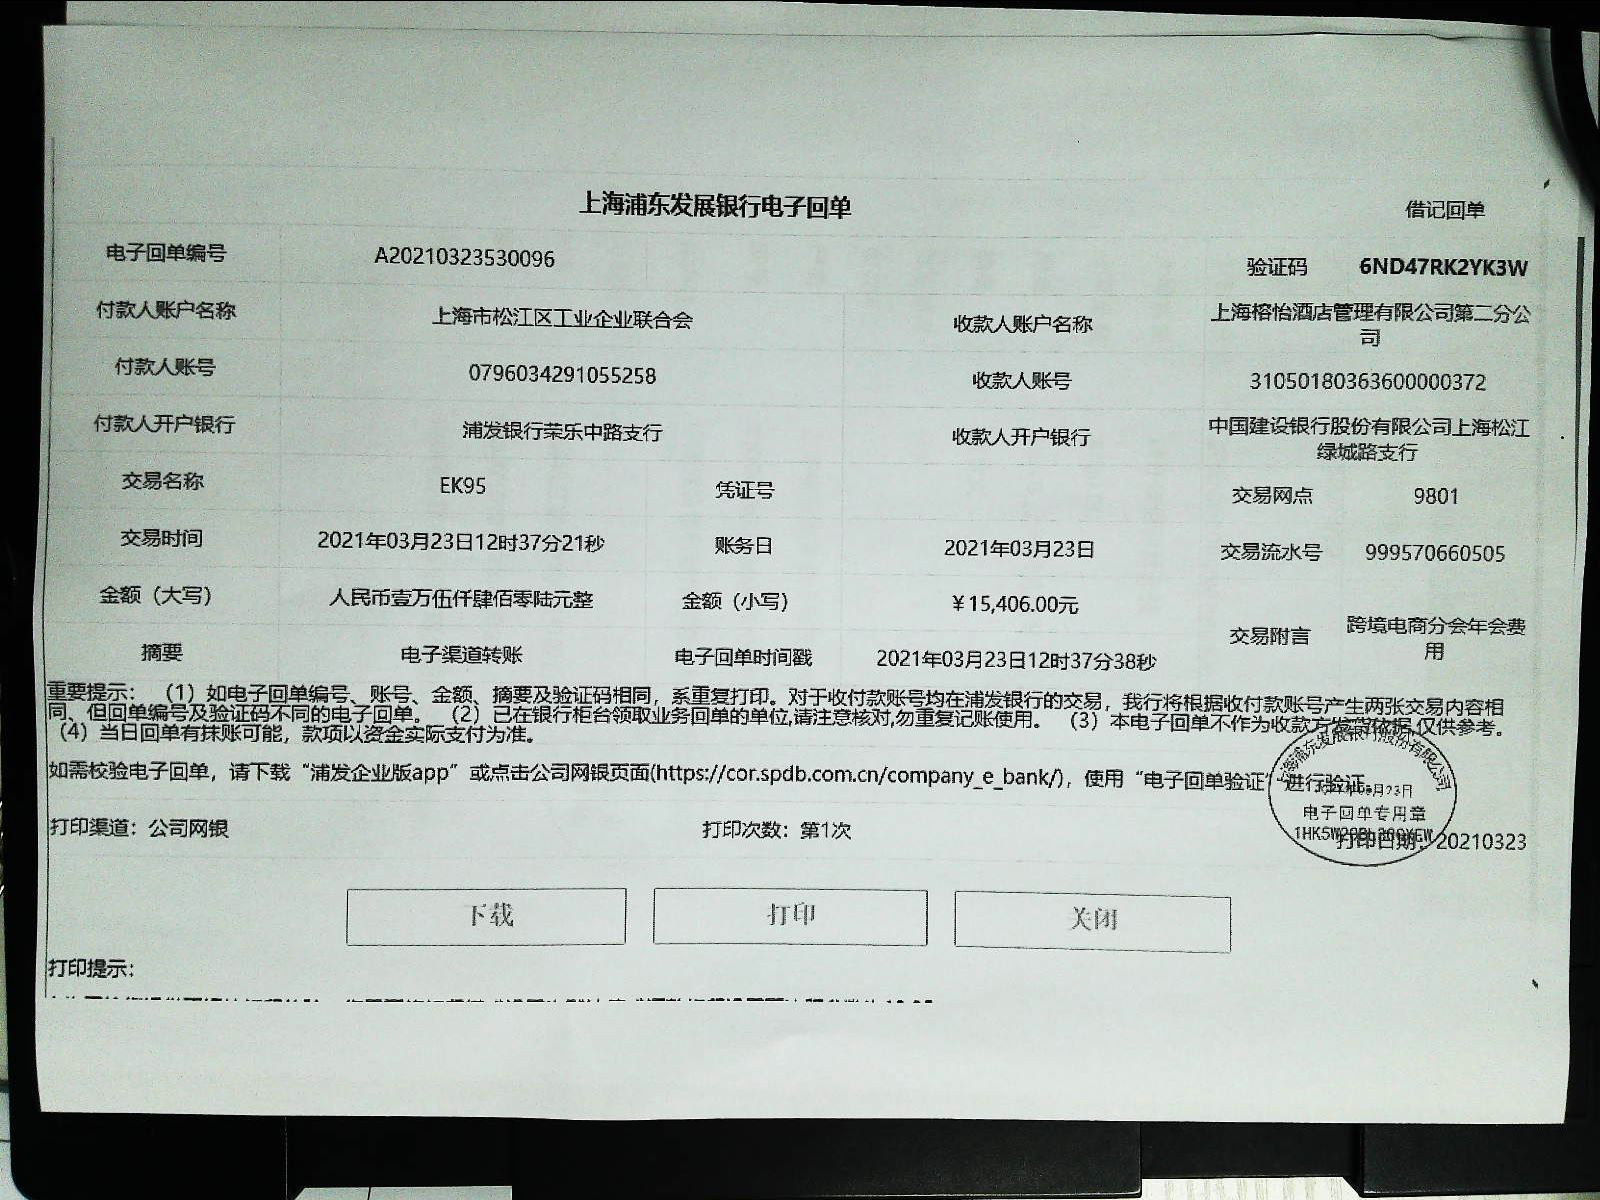 上海浦东发展银行电子回单
借记回单
电子回单编号 A20210323530096 验证码 6ND47RK2YK3W
付款人账户名称 上海市松江区工业企业联合会 收款人账户名称 上海榕怡酒店管理有限公司第二分公
司
付款人账号 0796034291055258 收款人账号 31050180363600000372
付款人开户银行 浦发银行荣乐中路支行 收款人开户银行 中国建设银行股份有限公司上海松江
绿城路支行
交易名称 EK95 凭证号 交易网点 9801
交易时间 2021年03月23日12时37分21秒 账务日 2021年03月23日 交易流水号 999570660505
金额（大写） 人民币壹万伍仟肆佰零陆元整 金额（小写） ￥15,406.00元
交易附言 跨境电商分会年会费
用
摘要 电子渠道转账 电子回单时间戳 2021年03月23日12时37分38秒
重要提示：（1）如电子回单编号、账号、金额、摘要及验证码相同，系重复打印。对于收付款账号均在浦发银行的交易，我行将根据收付款账号产生两张交易内容相
同、但回单编号及验证码不同的电子回单。（2）已在银行柜台领取业务回单的单位,请注意核对,勿重复记账使用。（3）本电子回单不作为收款方发货依据,仅供参考。
（4）当日回单有抹账可能，款项以资金实际支付为准。
如需校验电子回单，请下载“浦发企业版app”或点击公司网银页面(https://cor.spdb.com.cn/company_e_bank/)，使用“电子回单验证”进行验证。
上海浦东发展银行股份有限公司
电子回单专用章
打印渠道：公司网银 打印次数：第1次 打印日期：20210323
下载 打印 关闭
打印提示：